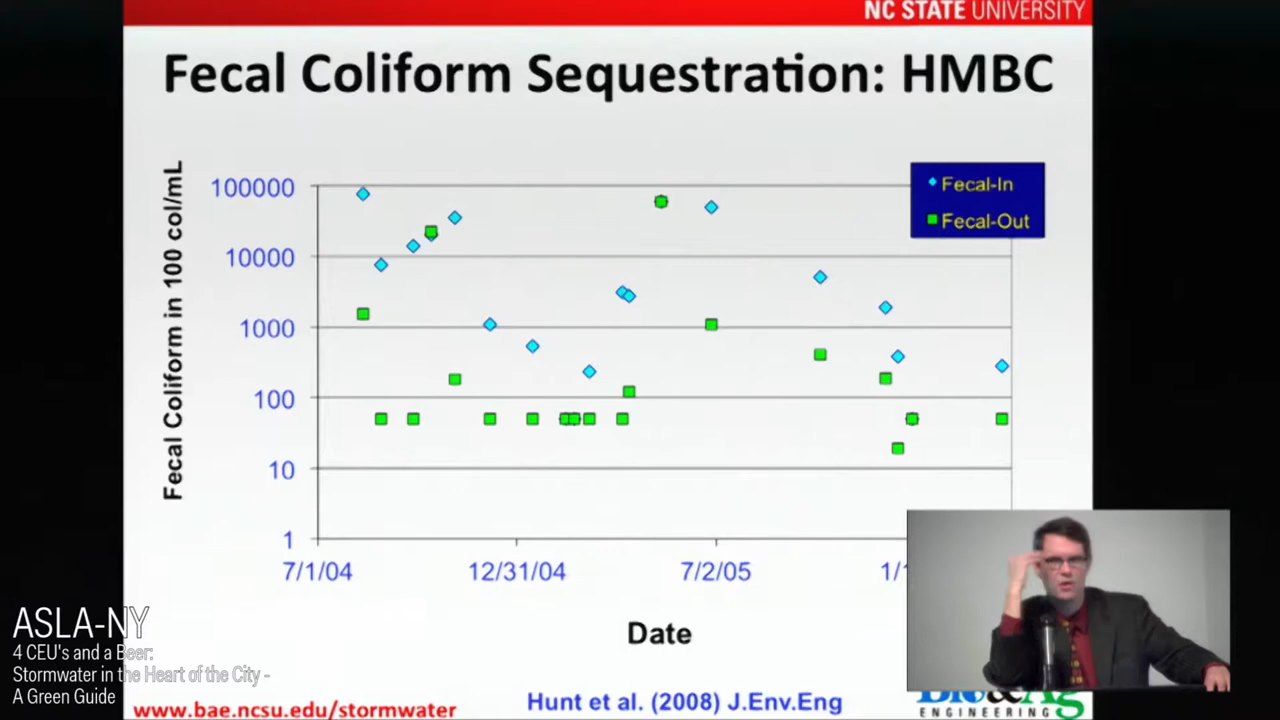 NC STATE UNIVERSITY
Fecal Coliform Sequestration: HMBC
Fecal Coliform in 100 col/mL
100000
10000
1000
100
10
1
Fecal-In
Fecal-Out
7/1/04
12/31/04
7/2/05
Date
ASLA-NY
4 CEU's and a Beer:
Stormwater in the Heart of the City -
A Green Guide
www.bae.ncsu.edu/stormwater
Hunt et al. (2008) J.Env.Eng
Bio&Ag
ENGINEERING